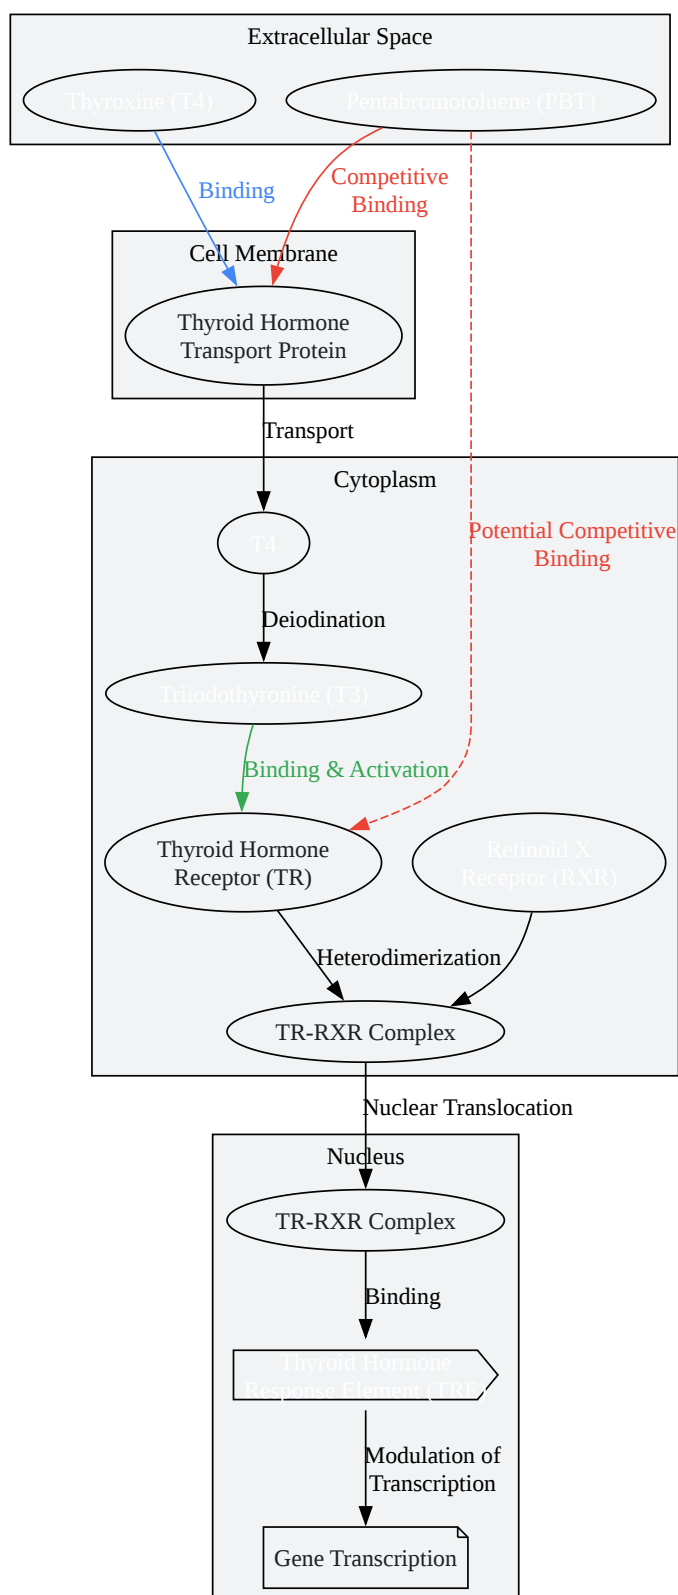 Extracellular Space
Thyroxine (T4)
Pentabromotoluene (PBT)
Binding
Competitive
Binding
Cell Membrane
Thyroid Hormone
Transport Protein
Transport
Cytoplasm
T4
Potential Competitive
Binding
Deiodination
Triiodothyronine (T3)
Binding & Activation
Thyroid Hormone
Receptor (TR)
Retinoid X
Receptor (RXR)
Heterodimerization
TR-RXR Complex
Nuclear Translocation
Nucleus
TR-RXR Complex
Binding
Thyroid Hormone
Response Element (TRE)
Modulation of
Transcription
Gene Transcription